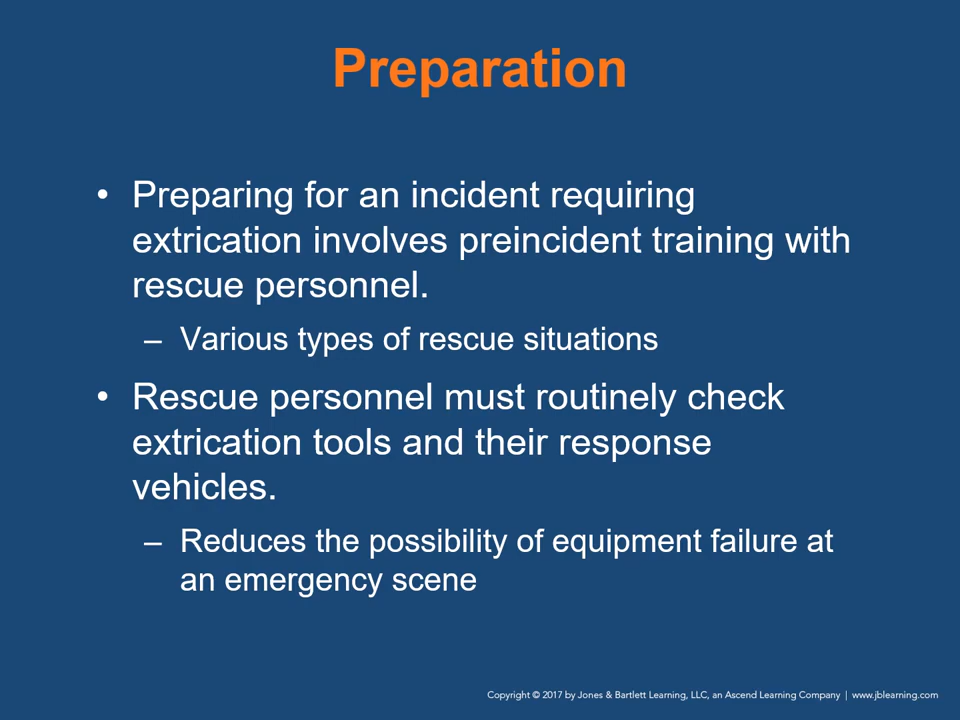 Preparation
• Preparing for an incident requiring
extrication involves preincident training with
rescue personnel.
– Various types of rescue situations
• Rescue personnel must routinely check
extrication tools and their response
vehicles.
– Reduces the possibility of equipment failure at
an emergency scene
Copyright © 2017 by Jones & Bartlett Learning, LLC, an Ascend Learning Company | www.jblearning.com